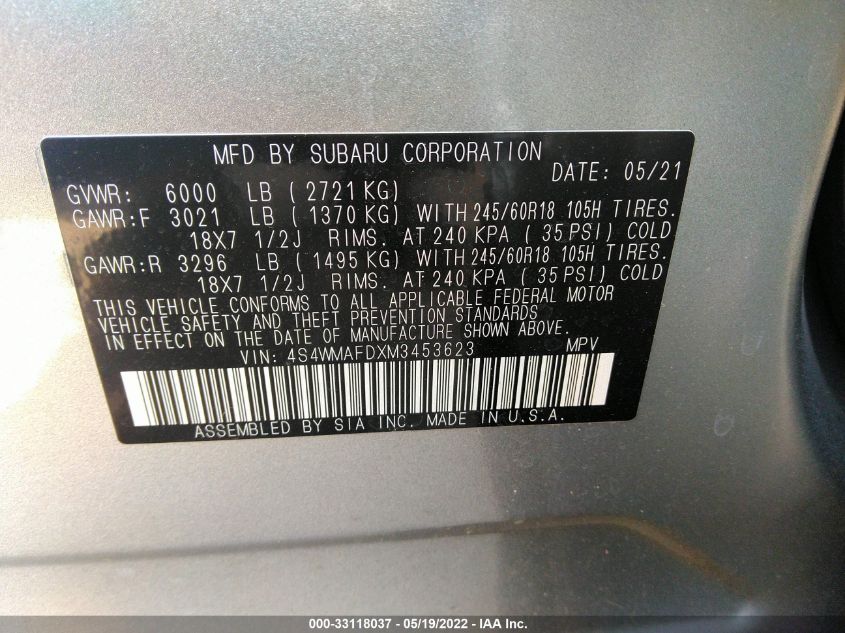 MFD BY SUBARU CORPORATION
DATE: 05/21
GVWR: 6000 LB ( 2721 KG)
GAWR:F 3021 LB ( 1370 KG) WITH 245/60R18 105H TIRES.
18X7 1/2J RIMS. AT 240 KPA ( 35 PSI) COLD
GAWR:R 3296 LB ( 1495 KG) WITH 245/60R18 105H TIRES.
18X7 1/2J RIMS. AT 240 KPA ( 35 PSI) COLD
THIS VEHICLE CONFORMS TO ALL APPLICABLE FEDERAL MOTOR
VEHICLE SAFETY AND THEFT PREVENTION STANDARDS
IN EFFECT ON THE DATE OF MANUFACTURE SHOWN ABOVE.
VIN: 4S4WMAFDXM3453623 MPV
ASSEMBLED BY SIA INC. MADE IN U.S.A.
000-33118037 - 05/19/2022 - IAA Inc.